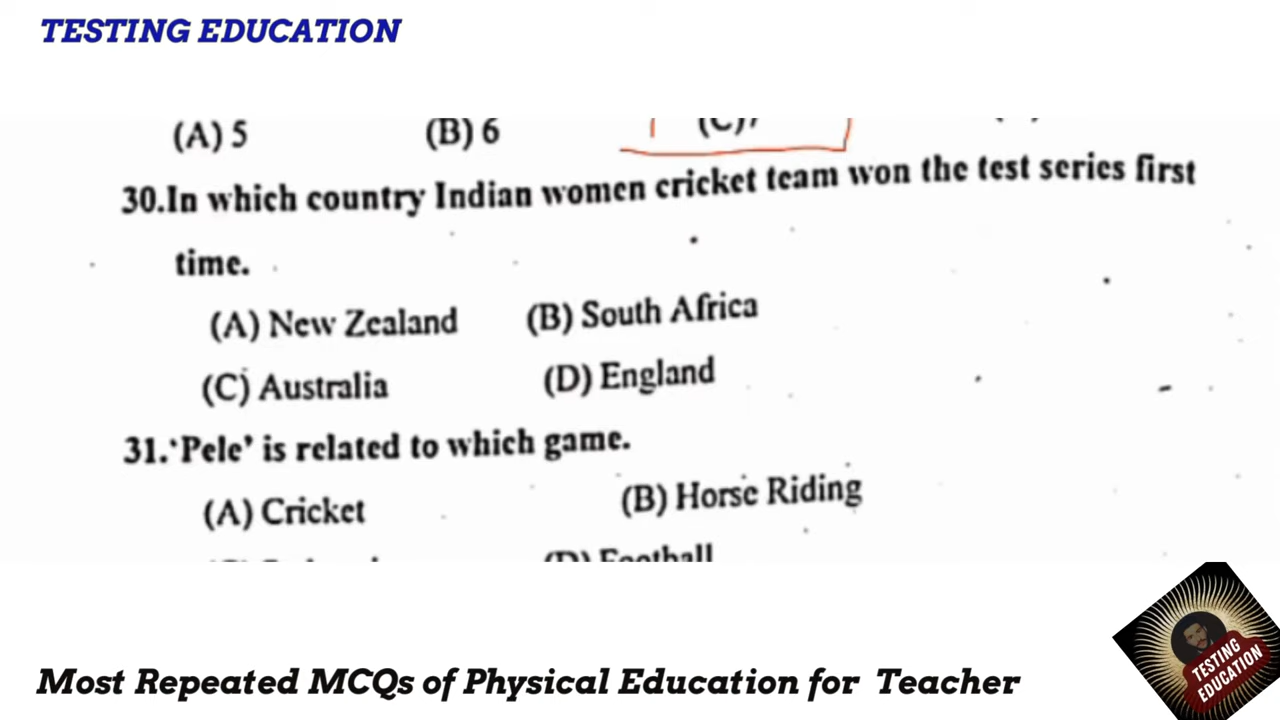 TESTING EDUCATION
(A) 5 (B) 6 (C)7
30.In which country Indian women cricket team won the test series first
time.
(A) New Zealand (B) South Africa
(C) Australia (D) England
31.‘Pele’ is related to which game.
(A) Cricket (B) Horse Riding
(D) Football
Most Repeated MCQs of Physical Education for Teacher
TESTING
EDUCATION